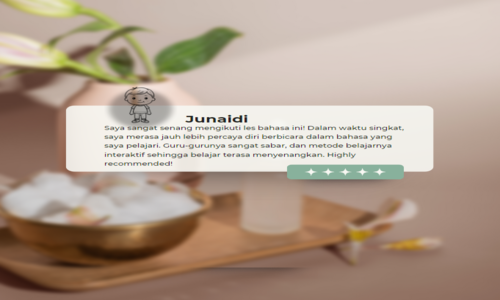 Junaidi
Saya sangat senang mengikuti les bahasa ini! Dalam waktu singkat,
saya merasa jauh lebih percaya diri berbicara dalam bahasa yang
saya pelajari. Guru-gurunya sangat sabar, dan metode belajarnya
interaktif sehingga belajar terasa menyenangkan. Highly
recommended!